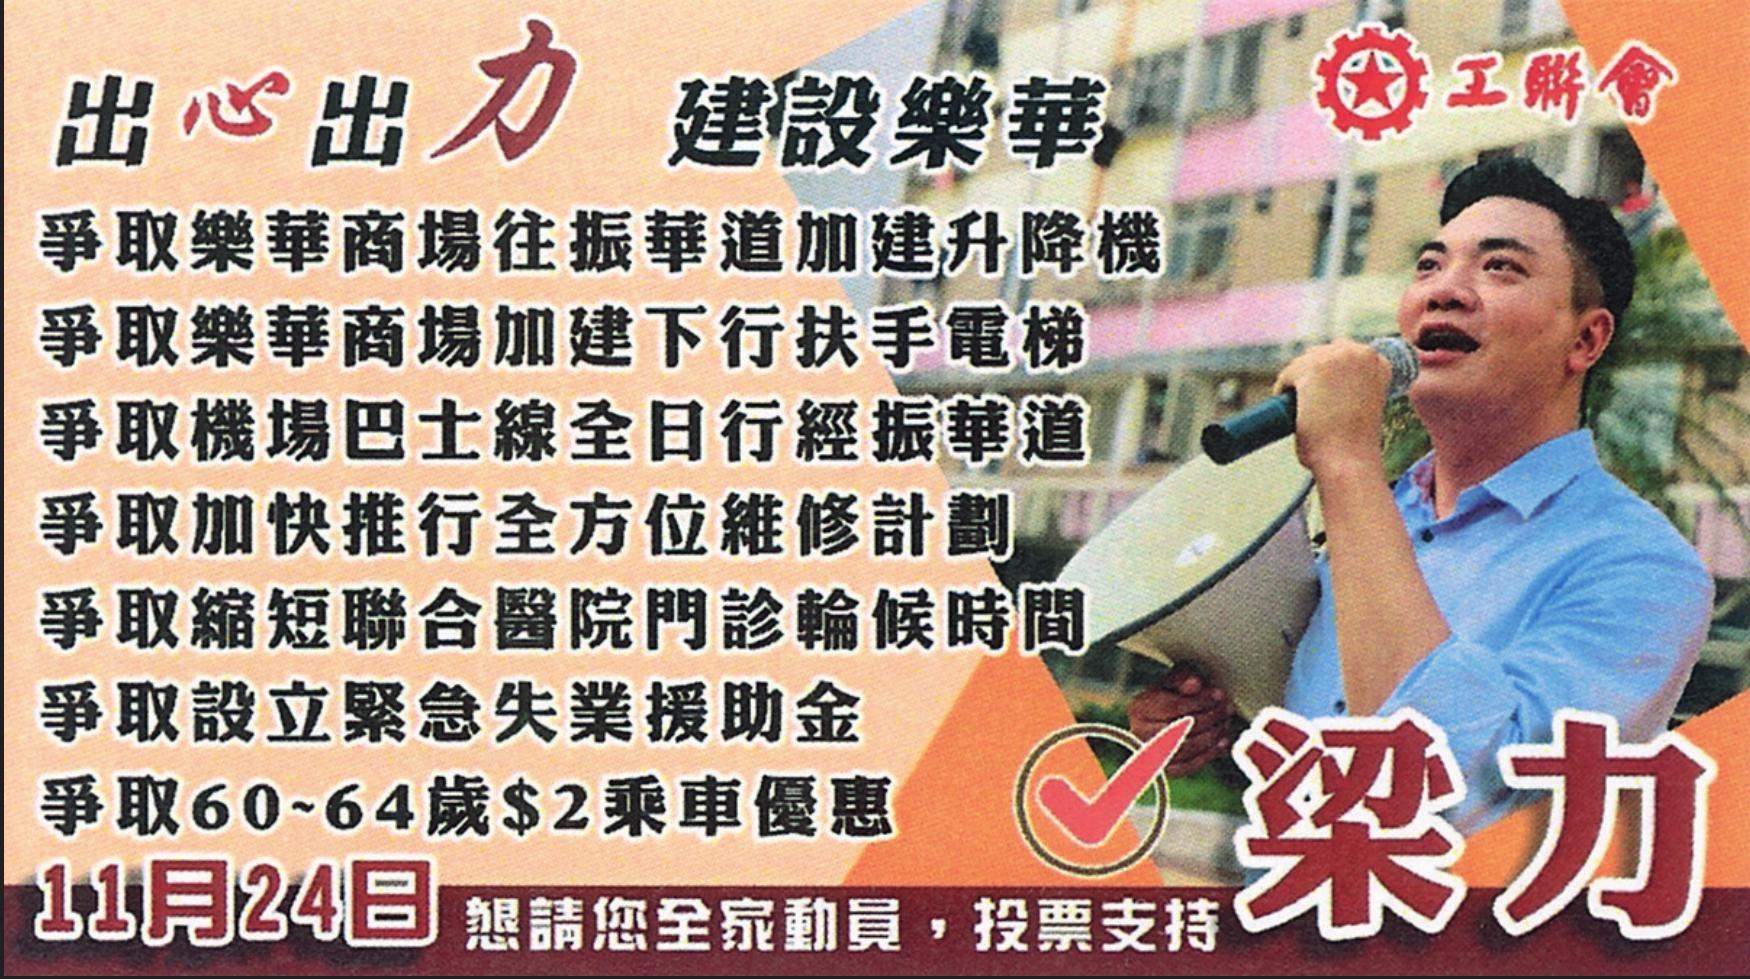 出心出力 建設樂華
工聯會
爭取樂華商場往振華道加建升降機
爭取樂華商場加建下行扶手電梯
爭取機場巴士線全日行經振華道
爭取加快推行全方位維修計劃
爭取縮短聯合醫院門診輪候時間
爭取設立緊急失業援助金
爭取60~64歲$2乘車優惠
梁力
11月24日 懇請您全家動員，投票支持